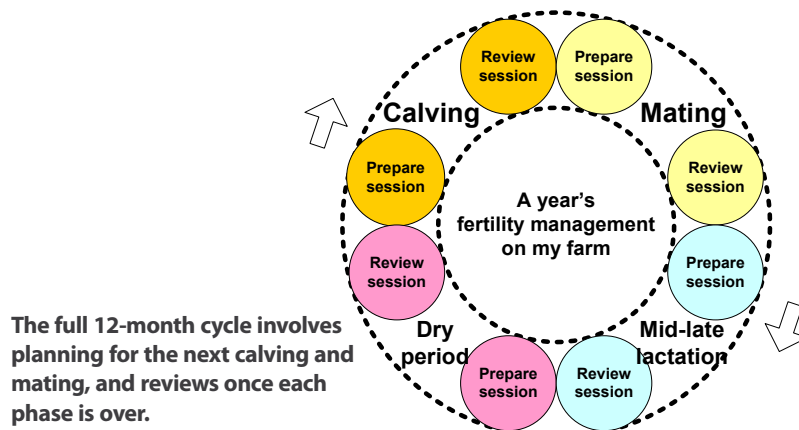 Review
session
Prepare
session
Calving
Mating
Prepare
session
Review
session
A year’s
fertility management
on my farm
Review
session
Prepare
session
The full 12-month cycle involves
planning for the next calving and
mating, and reviews once each
phase is over.
Dry
period
Mid-late
lactation
Prepare
session
Review
session